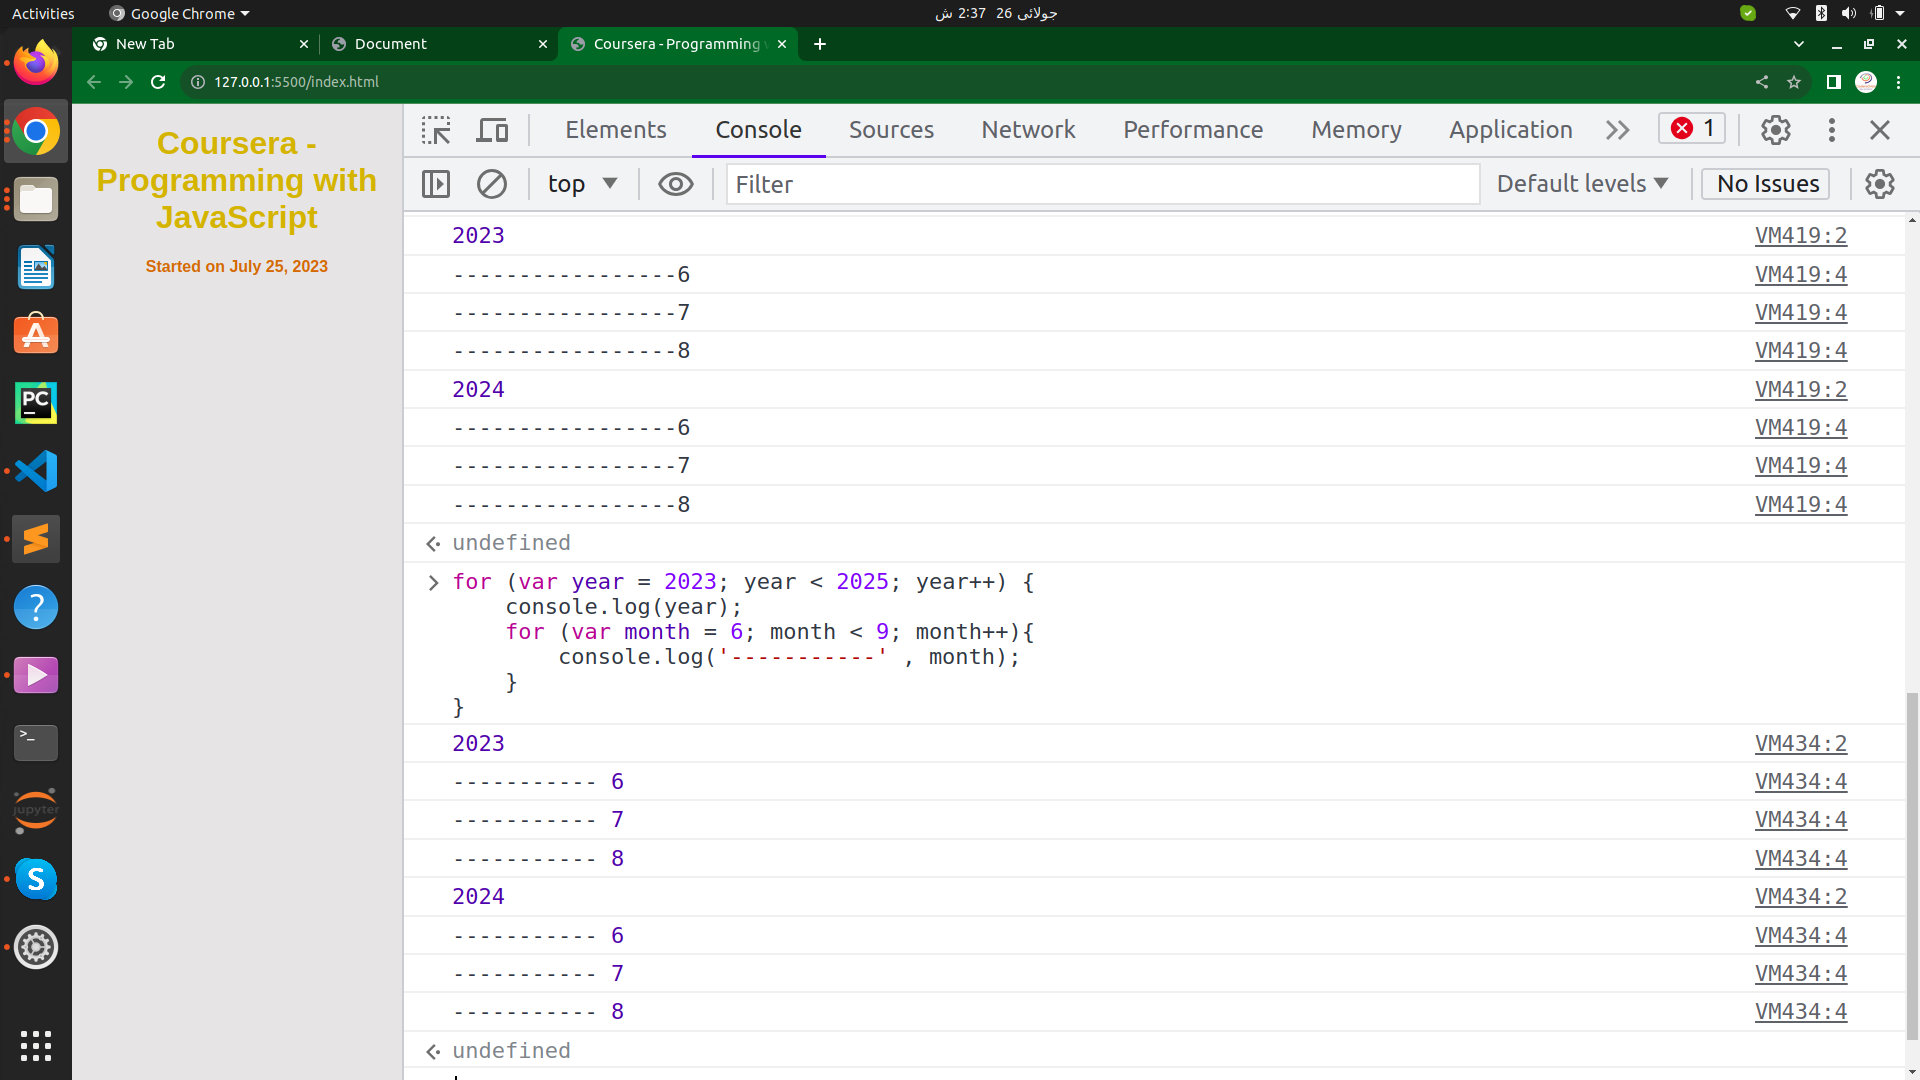 Activities
Google Chrome
جولائی 26  2:37 ش
New Tab
Document
Coursera - Programming
127.0.0.1:5500/index.html
Coursera -
Programming with
JavaScript
Started on July 25, 2023
Elements
Console
Sources
Network
Performance
Memory
Application
1
top
Filter
Default levels
No Issues
2023 VM419:2
-----------------6 VM419:4
-----------------7 VM419:4
-----------------8 VM419:4
2024 VM419:2
-----------------6 VM419:4
-----------------7 VM419:4
-----------------8 VM419:4
undefined
for (var year = 2023; year < 2025; year++) {
    console.log(year);
    for (var month = 6; month < 9; month++){
        console.log('-----------' , month);
    }
}
2023 VM434:2
----------- 6 VM434:4
----------- 7 VM434:4
----------- 8 VM434:4
2024 VM434:2
----------- 6 VM434:4
----------- 7 VM434:4
----------- 8 VM434:4
undefined
PC
jupyter
S